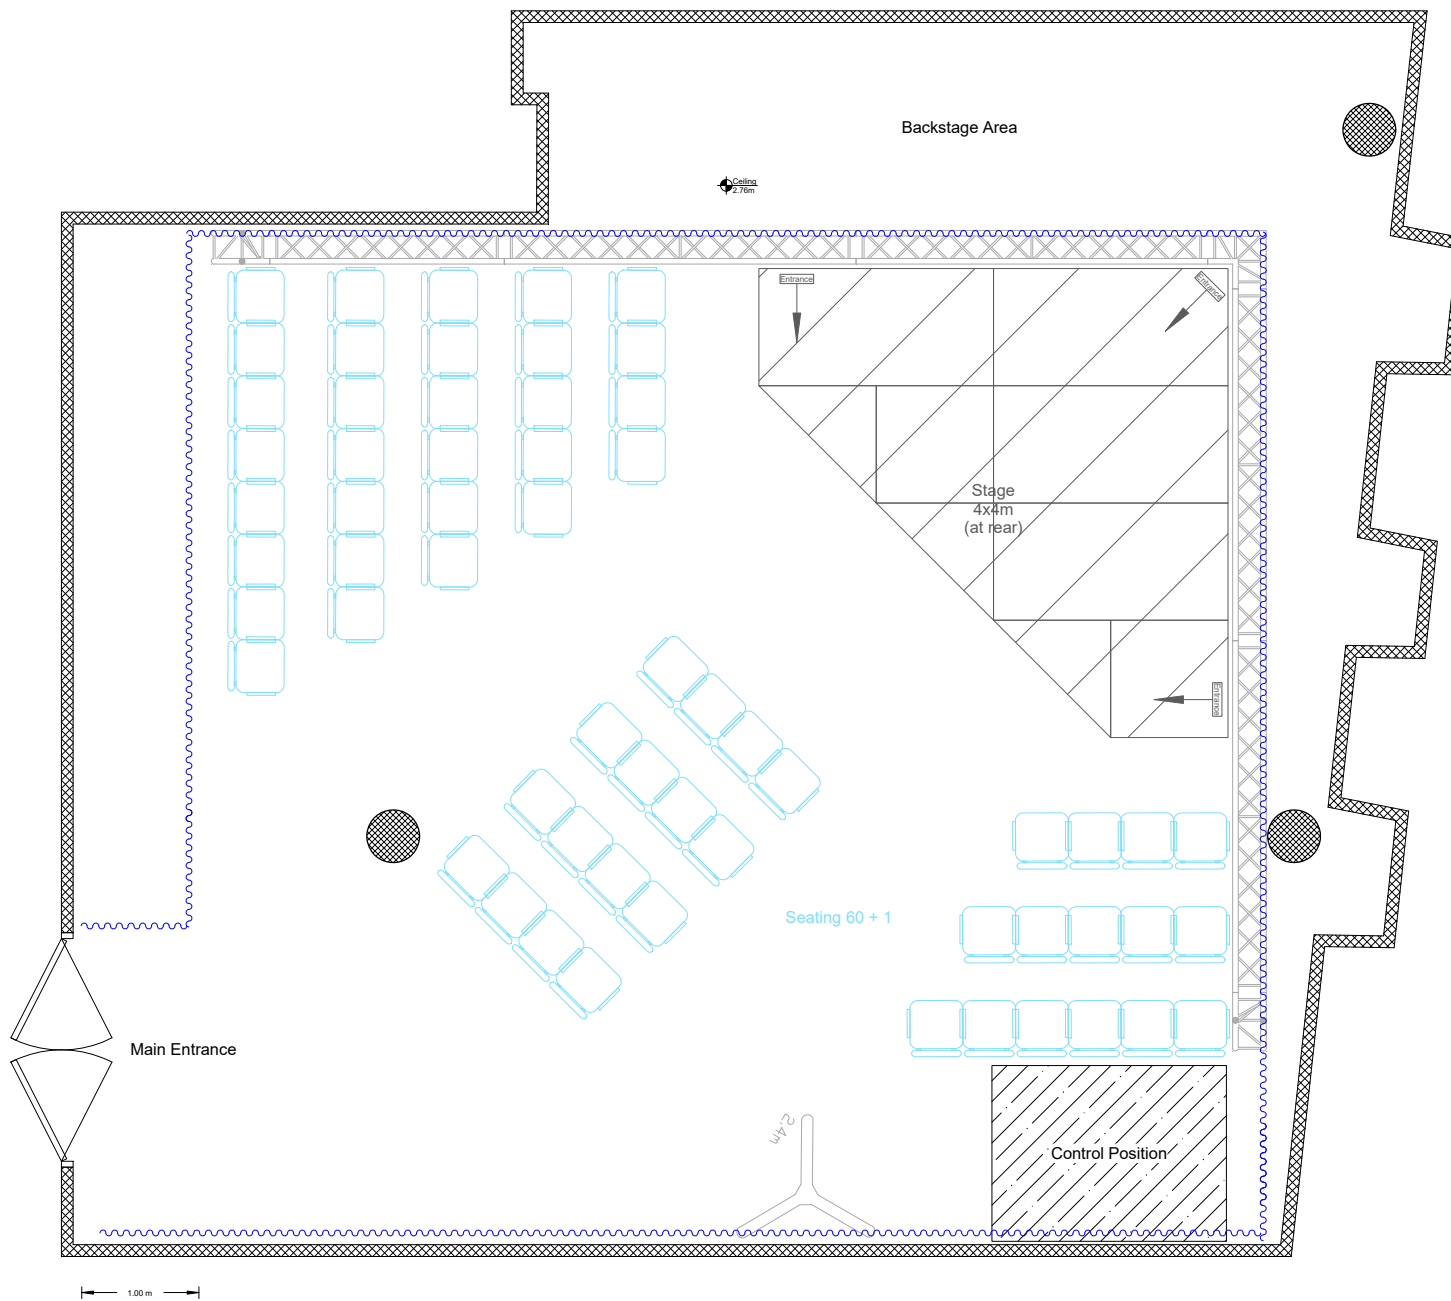 Backstage Area
Ceiling
2.76m
Entrance
Entrance
Stage
4x4m
(at rear)
Entrance
Seating 60 + 1
Main Entrance
2.4m
Control Position
1.00 m